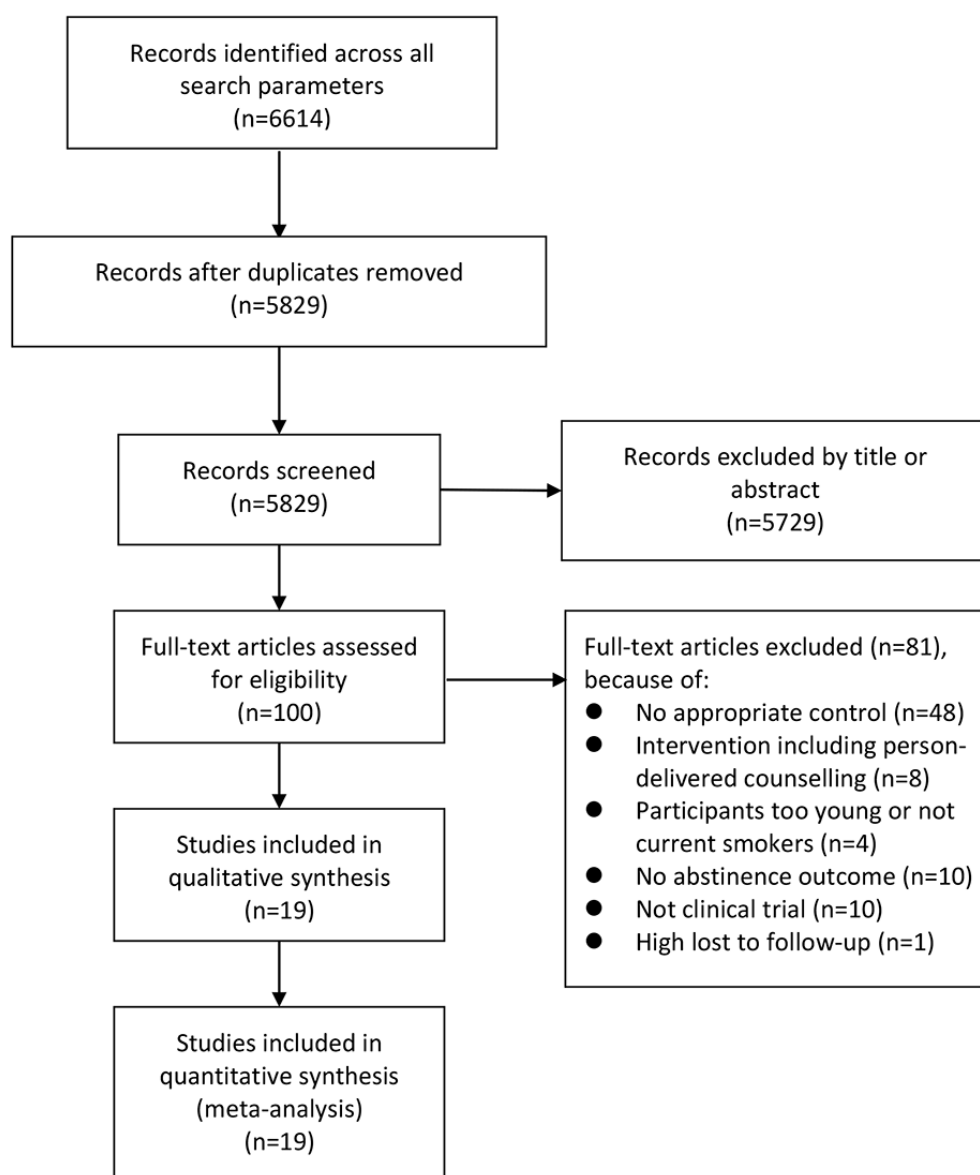 Records identified across all
search parameters
(n=6614)
Records after duplicates removed
(n=5829)
Records screened
(n=5829)
Records excluded by title or
abstract
(n=5729)
Full-text articles assessed
for eligibility
(n=100)
Full-text articles excluded (n=81),
because of:
● No appropriate control (n=48)
● Intervention including person-
delivered counselling (n=8)
● Participants too young or not
current smokers (n=4)
● No abstinence outcome (n=10)
● Not clinical trial (n=10)
● High lost to follow-up (n=1)
Studies included in
qualitative synthesis
(n=19)
Studies included in
quantitative synthesis
(meta-analysis)
(n=19)